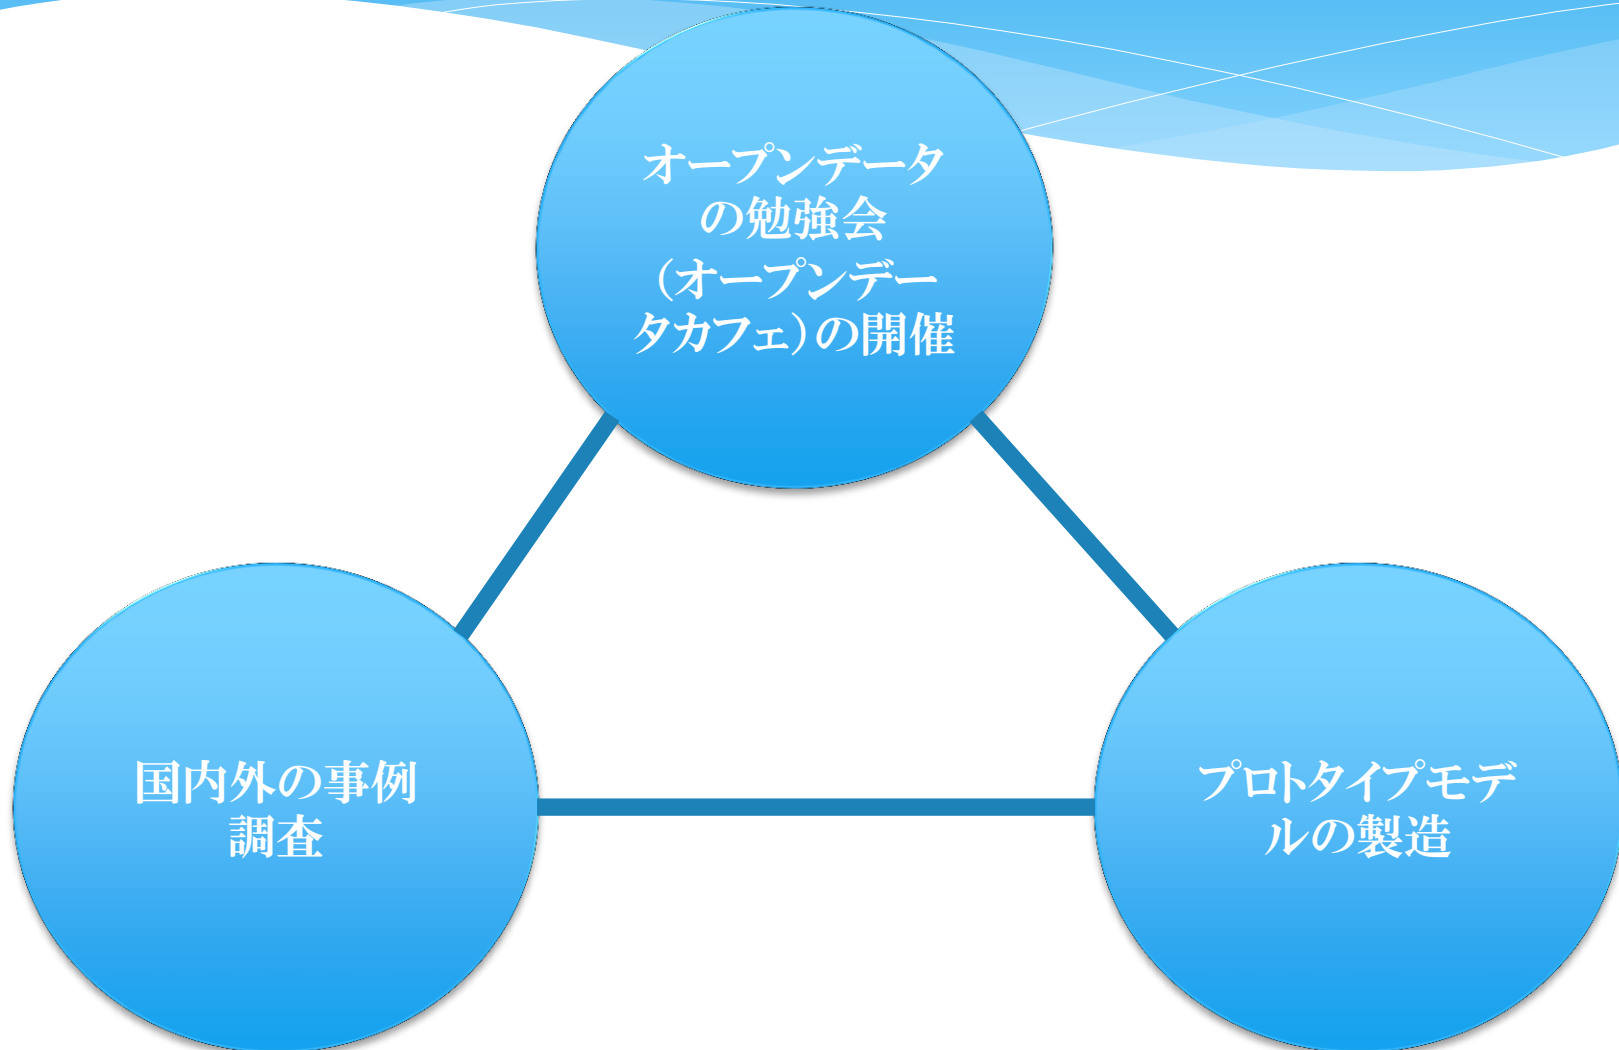 オープンデータ
の勉強会
（オープンデー
タカフェ）の開催
国内外の事例
調査
プロトタイプモデ
ルの製造